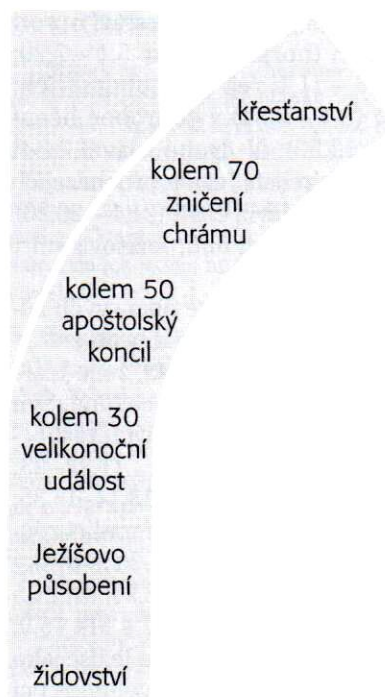 křesťanství
kolem 70
zničení
chrámu
kolem 50
apoštolský
koncil
kolem 30
velikonoční
událost
Ježíšovo
působení
židovství